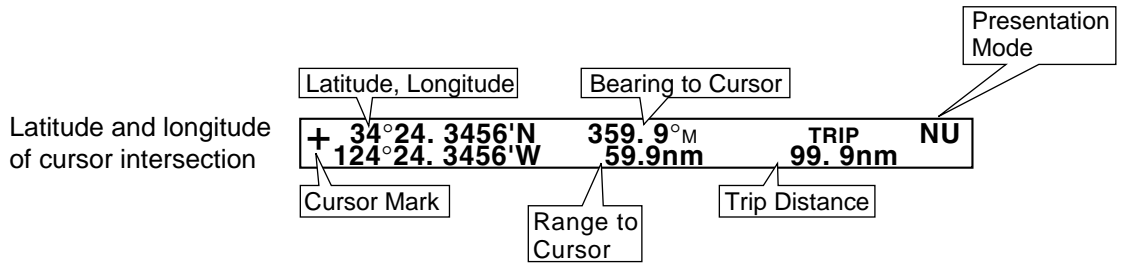 Presentation
Mode
Latitude, Longitude
Bearing to Cursor
Latitude and longitude
of cursor intersection
+ 34°24. 3456'N 359. 9°M TRIP NU
124°24. 3456'W 59.9nm 99. 9nm
Cursor Mark
Range to
Cursor
Trip Distance